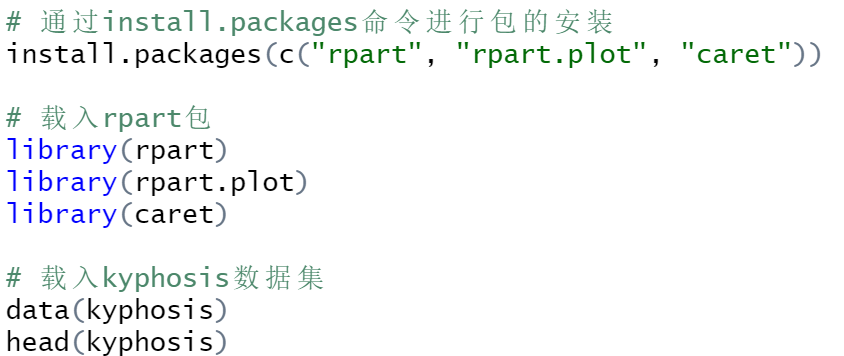 # 通过install.packages命令进行包的安装
install.packages(c("rpart", "rpart.plot", "caret"))
# 载入rpart包
library(rpart)
library(rpart.plot)
library(caret)
# 载入kyphosis数据集
data(kyphosis)
head(kyphosis)